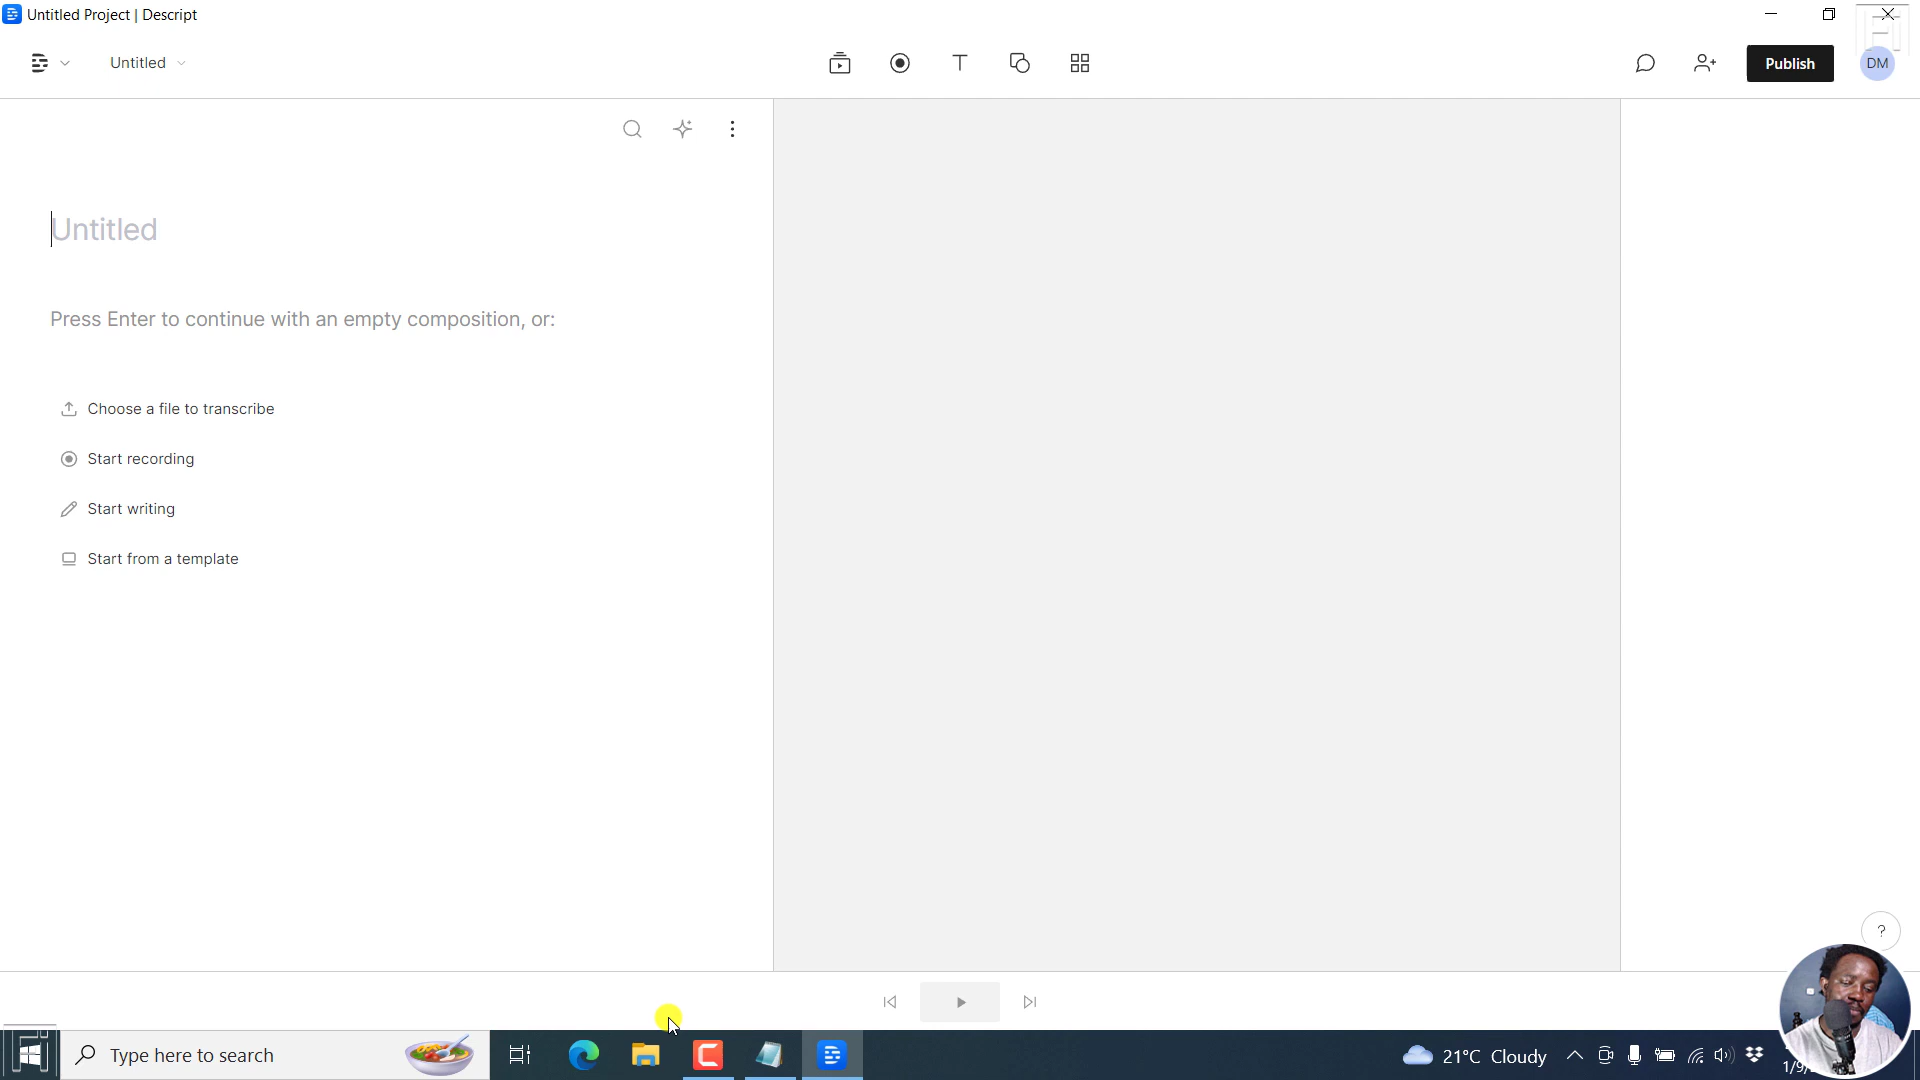 Untitled Project | Descript
Untitled
Publish
DM
Untitled
Press Enter to continue with an empty composition, or:
Choose a file to transcribe
Start recording
Start writing
Start from a template
?
Type here to search
21°C Cloudy